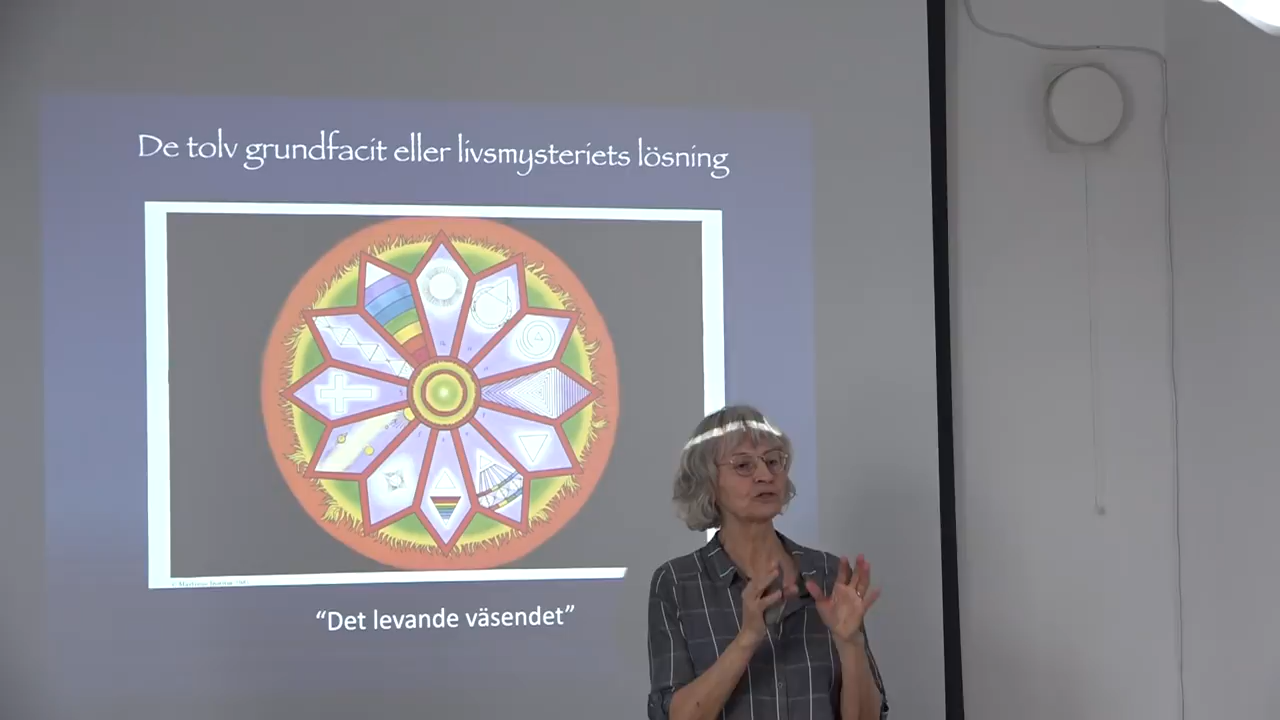 De tolv grundfacit eller livsmysteriets lösning
“Det levande väsendet”